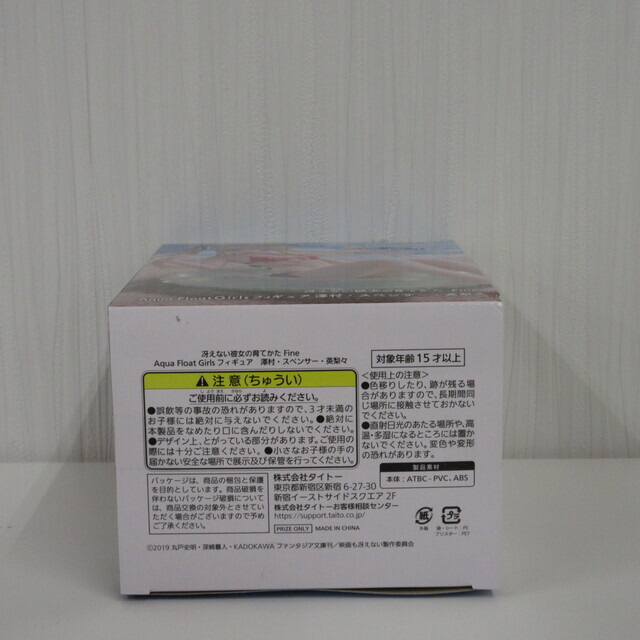 冴えない彼女の育てかた Fine
Aqua Float Girls フィギュア 澤村・スペンサー・英梨々
対象年齢15才以上
注意(ちゅうい)
ご使用前に必ずお読みください。
●誤飲等の事故の恐れがありますので、3才未満の
お子様には絶対に与えないでください。●絶対に
本製品をなめたり口に含んだりしないでください。
●デザイン上、とがっている部分があります。ご使用の
際には十分ご注意ください。●小さなお子様の手の
届かない安全な場所で展示及び保管を行ってください。
<使用上の注意>
●色移りしたり、跡が残る場
合がありますので、長期間同
じ場所に接触させておかない
でください。
●直射日光のあたる場所や、高
温・多湿になるところには置か
ないでください。変色や変形
の恐れがあります。
製品素材
本体:ATBC-PVC、ABS
パッケージは、商品の梱包と保護
を目的としています。商品破損を
伴わないパッケージ破損について
は、商品交換の対象外とさせていた
だく場合がございますので予め
ご了承ください。
株式会社タイトー
東京都新宿区新宿 6-27-30
新宿イーストサイドスクエア 2F
株式会社タイトーお客様相談センター
https://support.taito.co.jp/
PRIZE ONLY MADE IN CHINA
紙
外箱
プラ
袋・シート:PE
ブリスター:PET
©2019 丸戸史明・深崎暮人・KADOKAWA ファンタジア文庫刊/映画も冴えない製作委員会